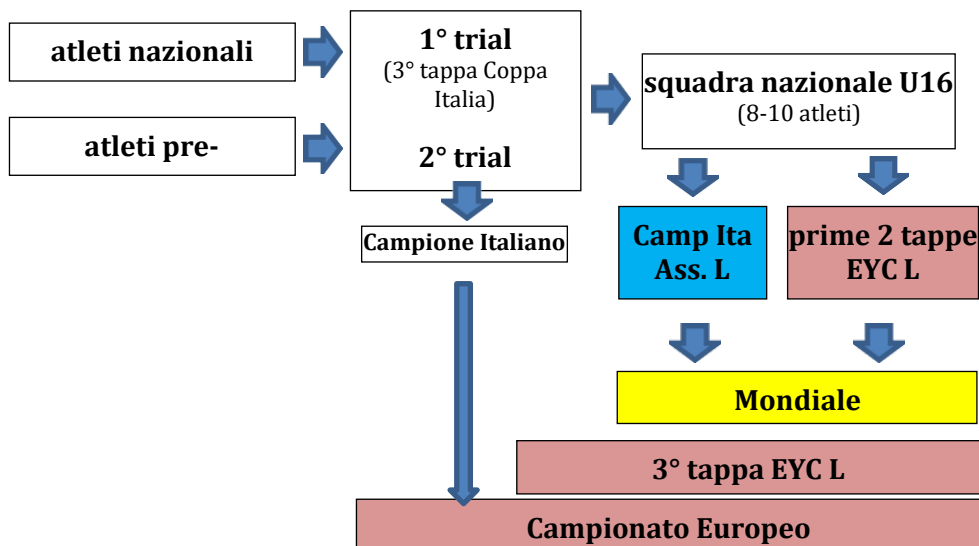 atleti nazionali
atleti pre-
1° trial
(3° tappa Coppa
Italia)
2° trial
squadra nazionale U16
(8-10 atleti)
Campione Italiano
Camp Ita
Ass. L
prime 2 tappe
EYC L
Mondiale
3° tappa EYC L
Campionato Europeo